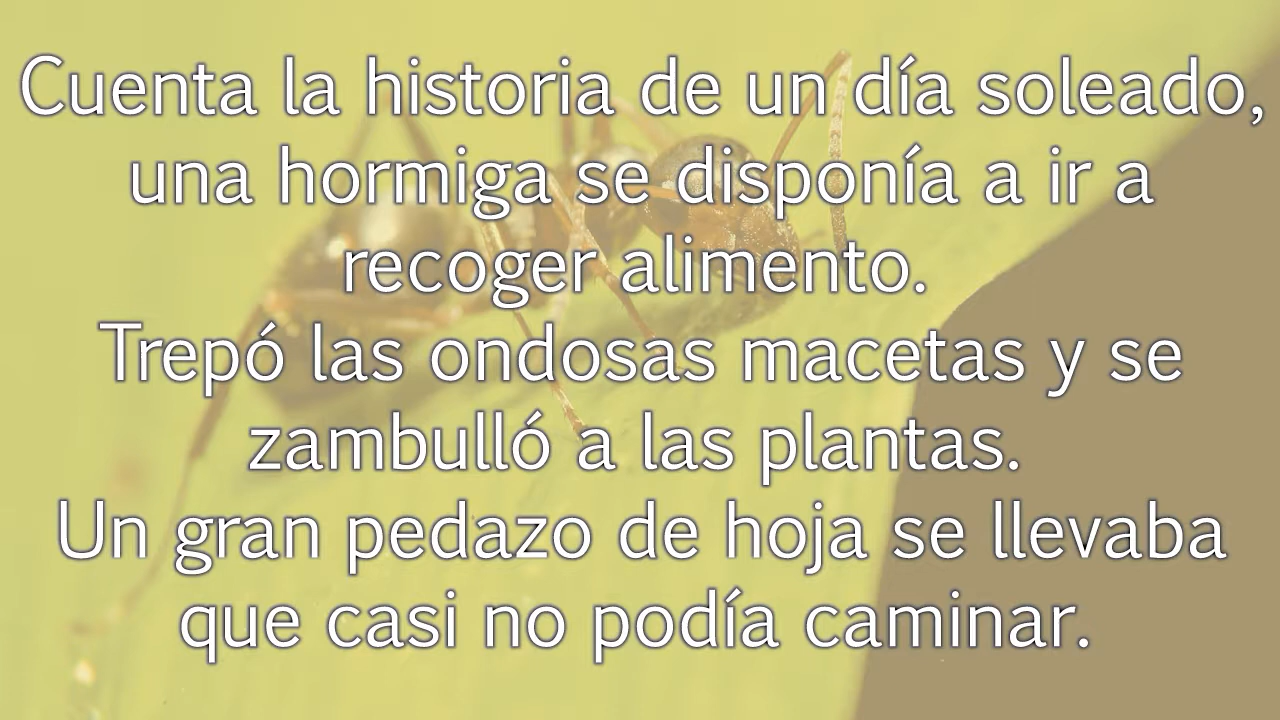 Cuenta la historia de un día soleado,
una hormiga se disponía a ir a
recoger alimento.
Trepó las ondosas macetas y se
zambulló a las plantas.
Un gran pedazo de hoja se llevaba
que casi no podía caminar.